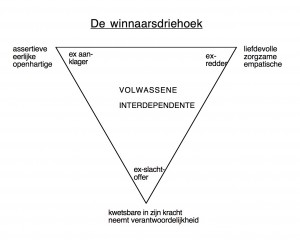 De winnaarsdriehoek
assertieve
eerlijke
openhartige
ex aan-
klager
ex-
redder
liefdevolle
zorgzame
empatische
VOLWASSENE
INTERDEPENDENTE
ex-slacht-
offer
kwetsbare in zijn kracht
neemt verantwoordelijkheid